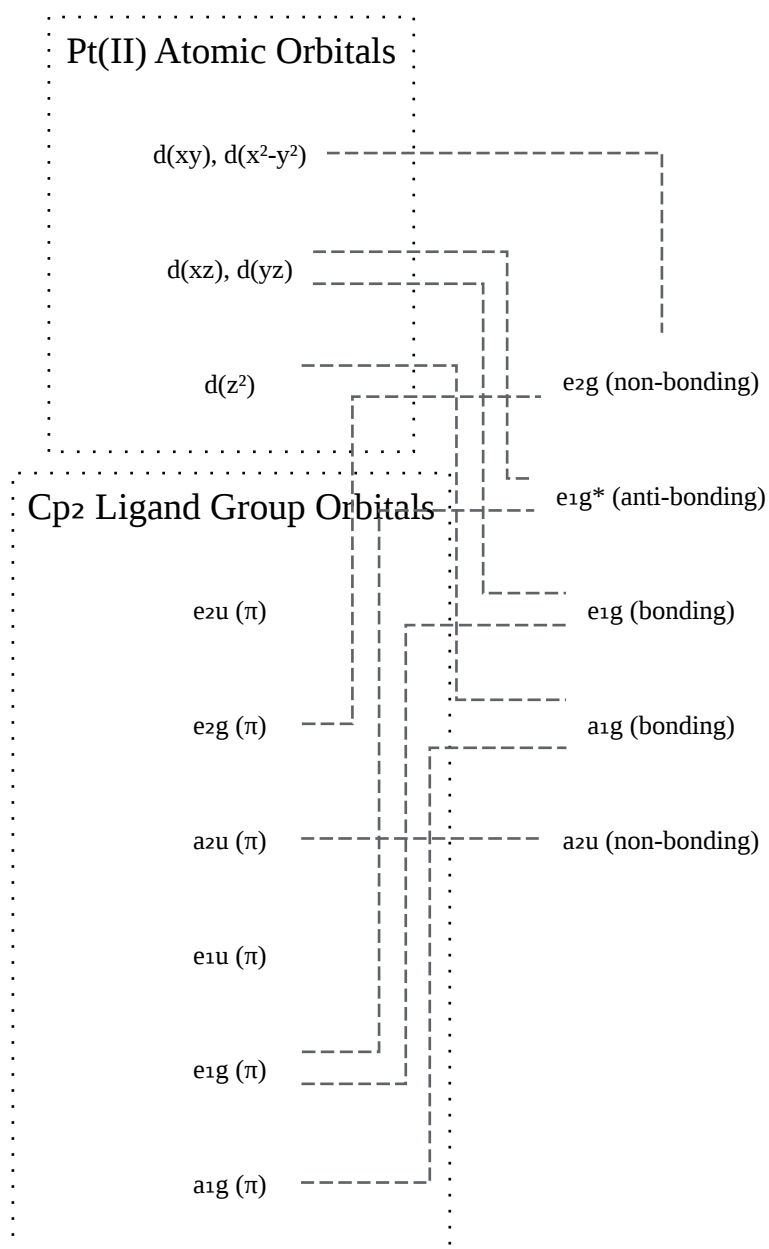 Pt(II) Atomic Orbitals
d(xy), d(x²-y²)
d(xz), d(yz)
d(z²)
Cp₂ Ligand Group Orbitals
e₂u (π)
e₂g (π)
a₂u (π)
e₁u (π)
e₁g (π)
a₁g (π)
e₂g (non-bonding)
e₁g* (anti-bonding)
e₁g (bonding)
a₁g (bonding)
a₂u (non-bonding)